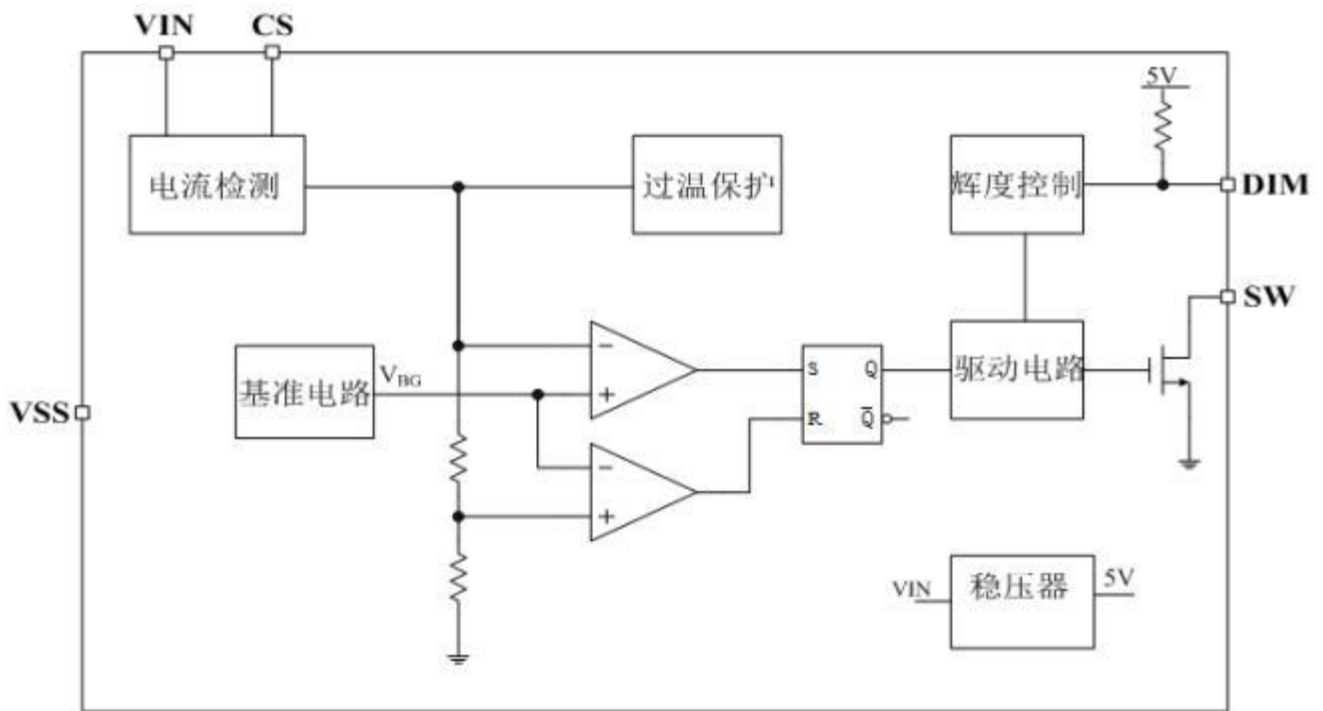 VIN CS
5V
电流检测 过温保护 辉度控制 DIM
SW
基准电路 V_BG − + S Q 驱动电路
VSS R Q̅
− +
VIN 稳压器 5V